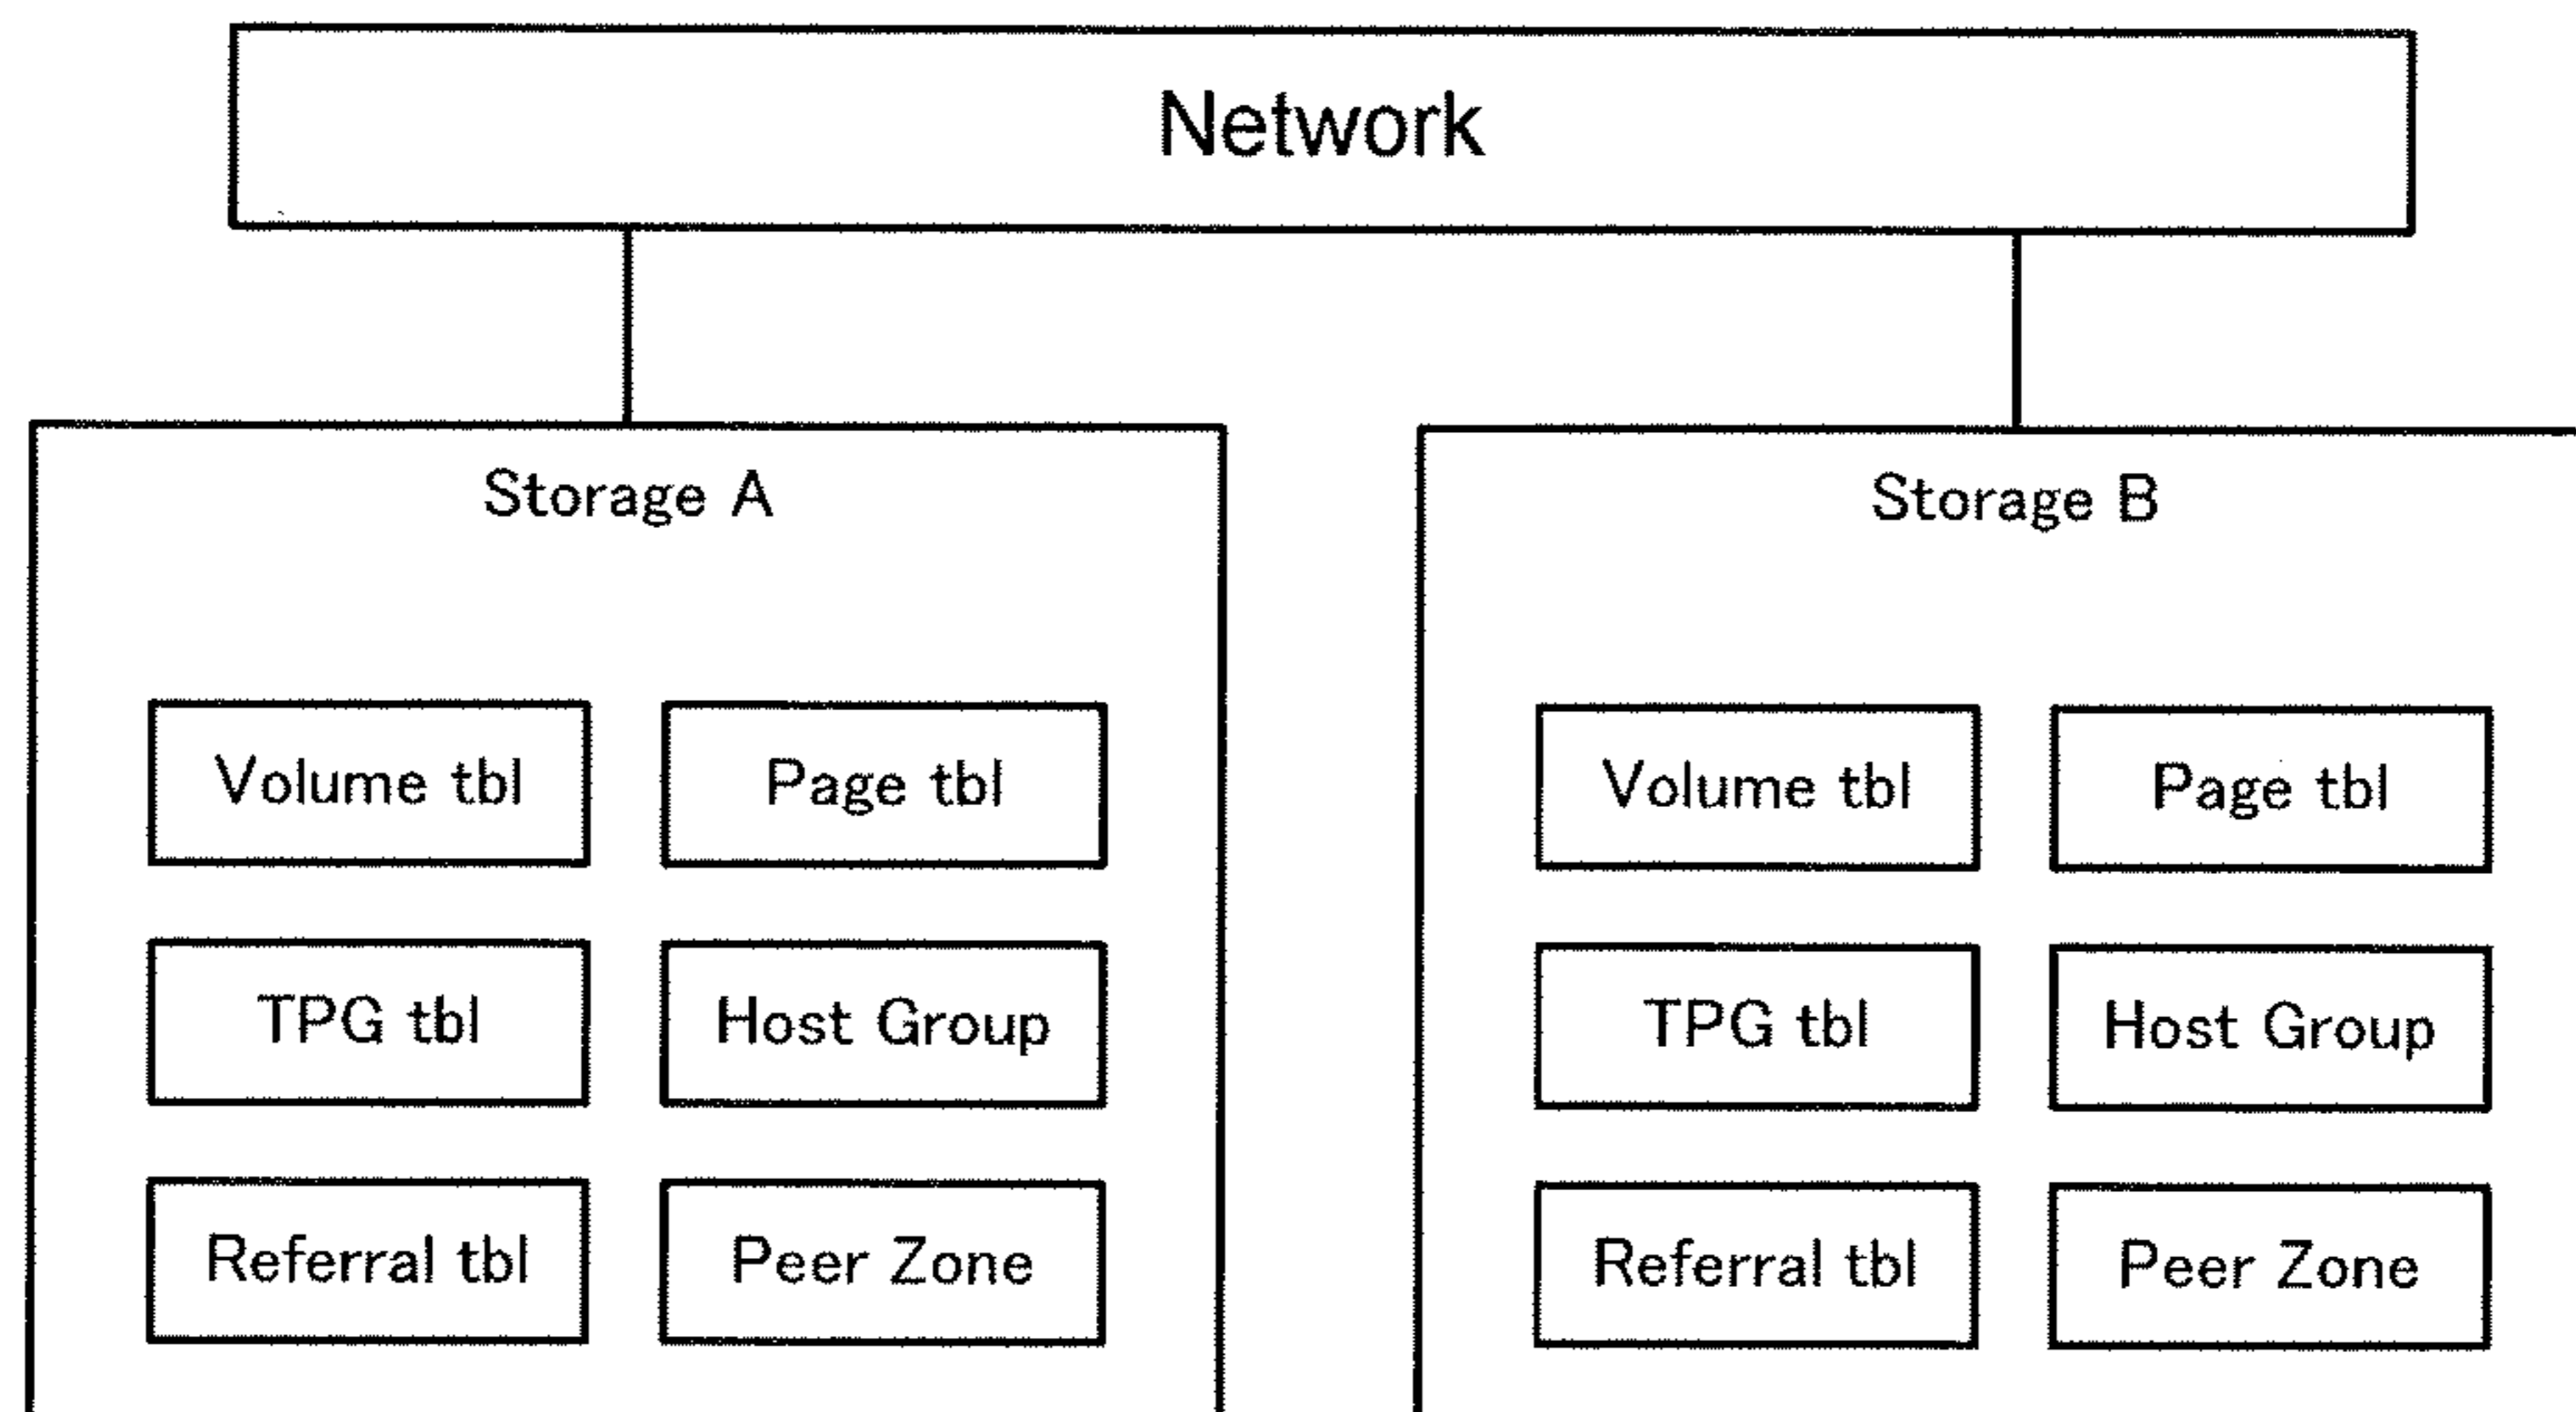 Network
Storage A
Volume tbl
Page tbl
TPG tbl
Host Group
Referral tbl
Peer Zone
Storage B
Volume tbl
Page tbl
TPG tbl
Host Group
Referral tbl
Peer Zone